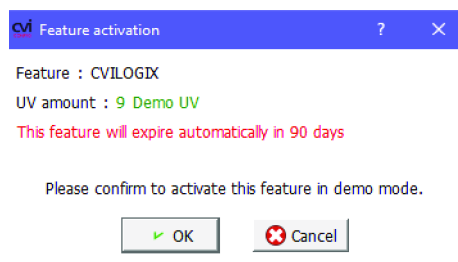 cvi Feature activation ?
Feature : CVILOGIX
UV amount : 9 Demo UV
This feature will expire automatically in 90 days
Please confirm to activate this feature in demo mode.
OK Cancel